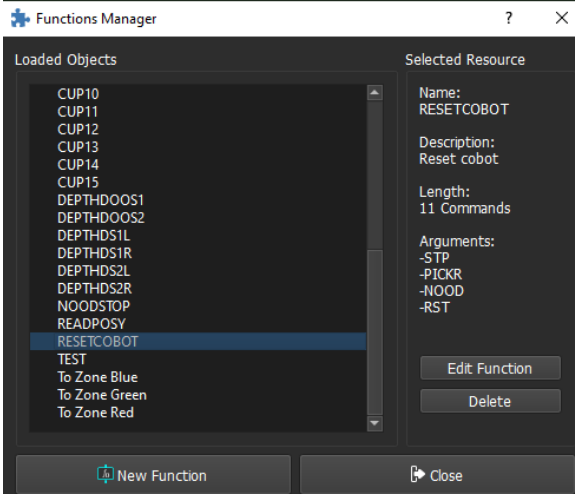 Functions Manager
?
Loaded Objects
CUP10
CUP11
CUP12
CUP13
CUP14
CUP15
DEPTHDOOS1
DEPTHDOOS2
DEPTHDS1L
DEPTHDS1R
DEPTHDS2L
DEPTHDS2R
NOODSTOP
READPOSY
RESETCOBOT
TEST
To Zone Blue
To Zone Green
To Zone Red
Selected Resource
Name:
RESETCOBOT
Description:
Reset cobot
Length:
11 Commands
Arguments:
-STP
-PICKR
-NOOD
-RST
Edit Function
Delete
New Function
Close